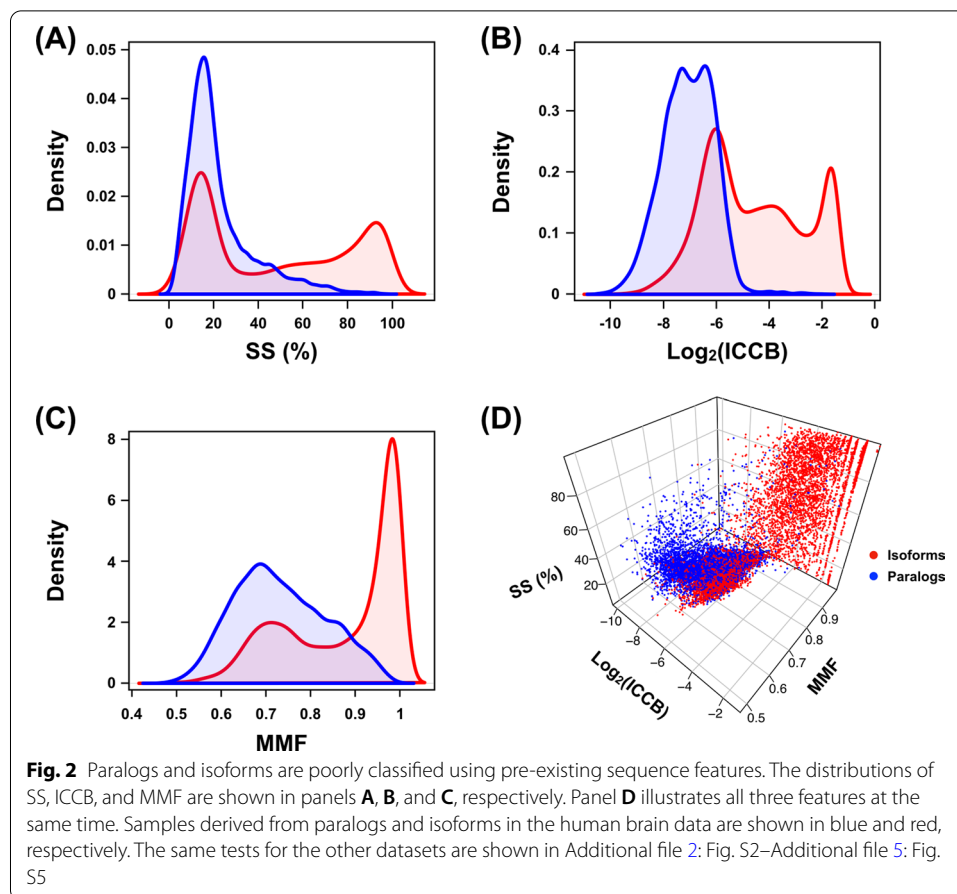 (A)
0.05
0.04
0.03
0.02
0.01
0
Density
0 20 40 60 80 100
SS (%)
(B)
0.4
0.3
0.2
0.1
0
Density
-10 -8 -6 -4 -2 0
Log₂(ICCB)
(C)
8
6
4
2
0
Density
0.4 0.5 0.6 0.7 0.8 0.9 1
MMF
(D)
80
60
40
20
SS (%)
−10
−8
−6
−4
−2
Log₂(ICCB)
0.5
0.6
0.7
0.8
0.9
MMF
Isoforms
Paralogs
Fig. 2 Paralogs and isoforms are poorly classified using pre-existing sequence features. The distributions of
SS, ICCB, and MMF are shown in panels A, B, and C, respectively. Panel D illustrates all three features at the
same time. Samples derived from paralogs and isoforms in the human brain data are shown in blue and red,
respectively. The same tests for the other datasets are shown in Additional file 2: Fig. S2–Additional file 5: Fig.
S5